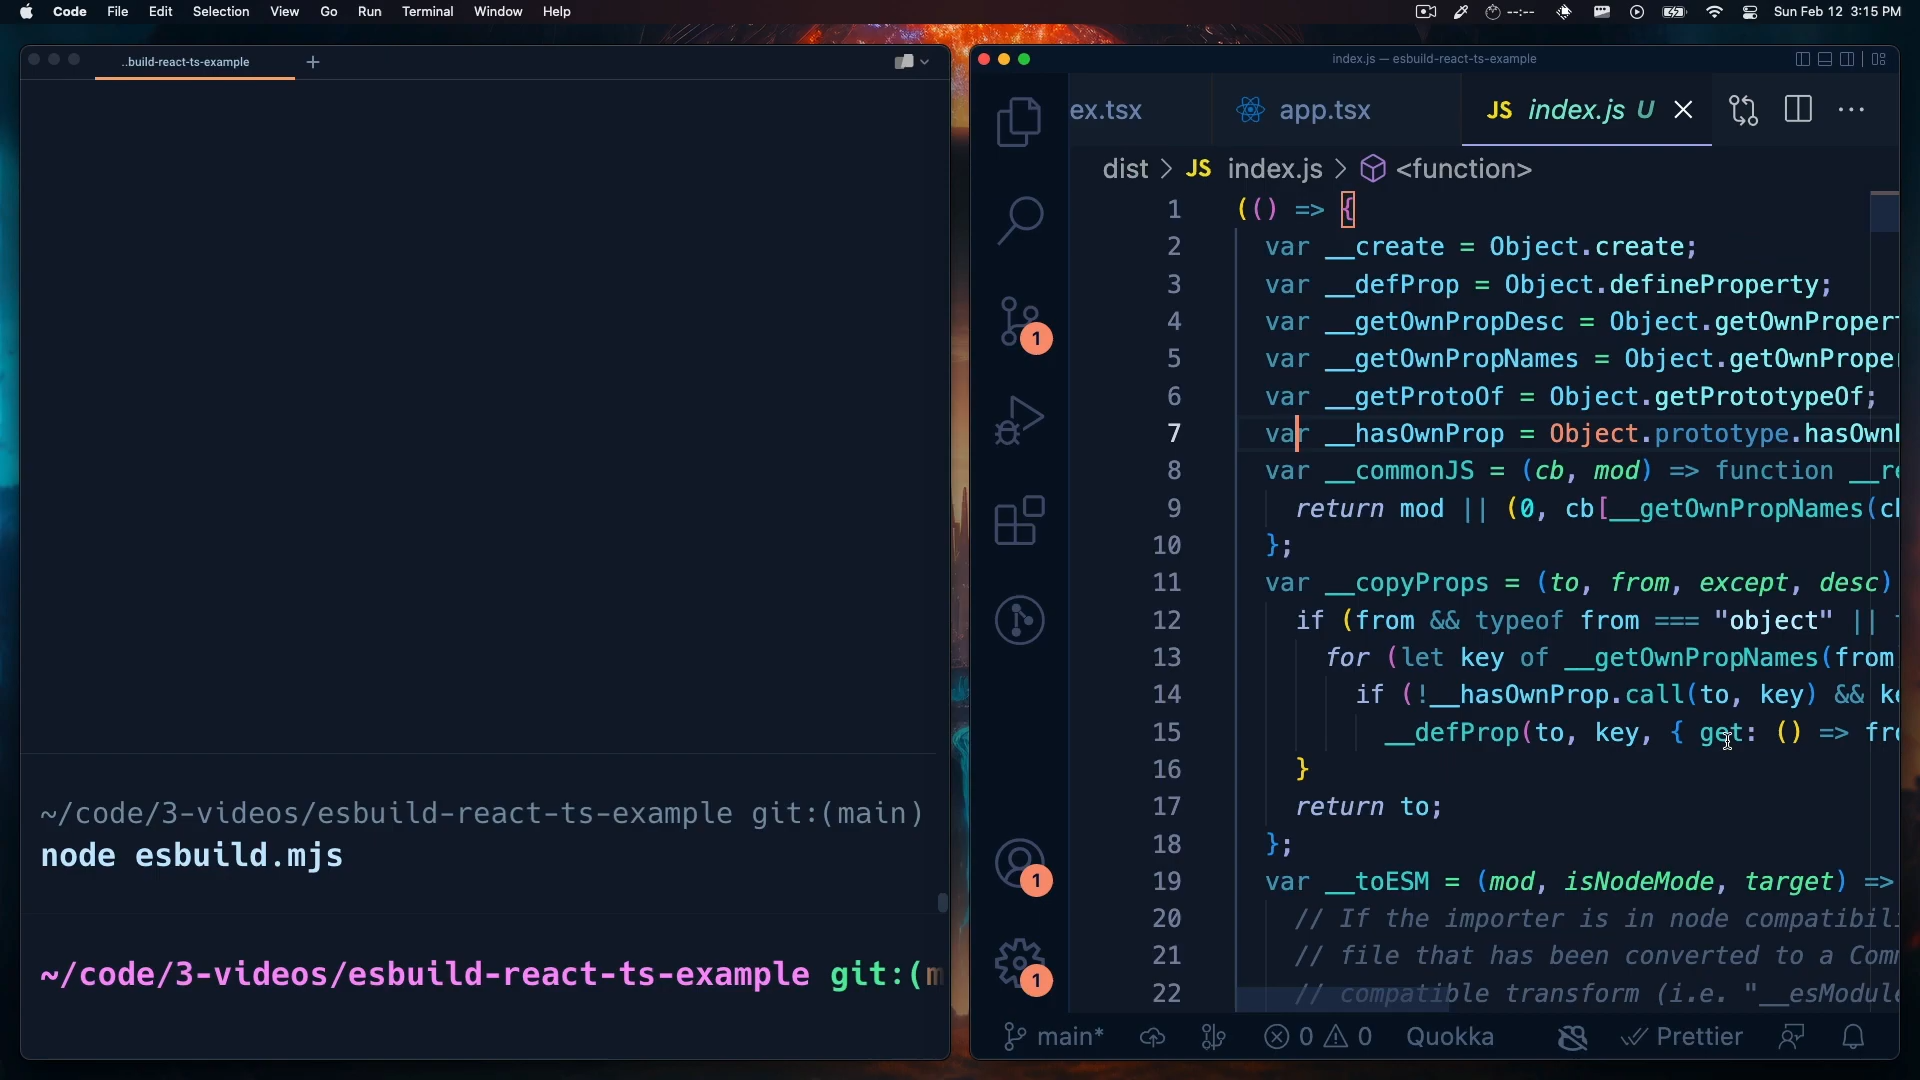 Code File Edit Selection View Go Run Terminal Window Help
--:-- Sun Feb 12 3:15 PM
..build-react-ts-example +
~/code/3-videos/esbuild-react-ts-example git:(main)
node esbuild.mjs
~/code/3-videos/esbuild-react-ts-example git:(m
index.js — esbuild-react-ts-example
ex.tsx app.tsx JS index.js U
dist > JS index.js > <function>
1 (() => {
2 var __create = Object.create;
3 var __defProp = Object.defineProperty;
4 var __getOwnPropDesc = Object.getOwnProper
5 var __getOwnPropNames = Object.getOwnProper
6 var __getProtoOf = Object.getPrototypeOf;
7 var __hasOwnProp = Object.prototype.hasOwn
8 var __commonJS = (cb, mod) => function __re
9 return mod || (0, cb[__getOwnPropNames(c
10 };
11 var __copyProps = (to, from, except, desc)
12 if (from && typeof from === "object" ||
13 for (let key of __getOwnPropNames(from
14 if (!__hasOwnProp.call(to, key) && k
15 __defProp(to, key, { get: () => fro
16 }
17 return to;
18 };
19 var __toESM = (mod, isNodeMode, target) =>
20 // If the importer is in node compatibili
21 // file that has been converted to a Com
22 // compatible transform (i.e. "__esModule
1
1
1
main* 0 0 Quokka Prettier